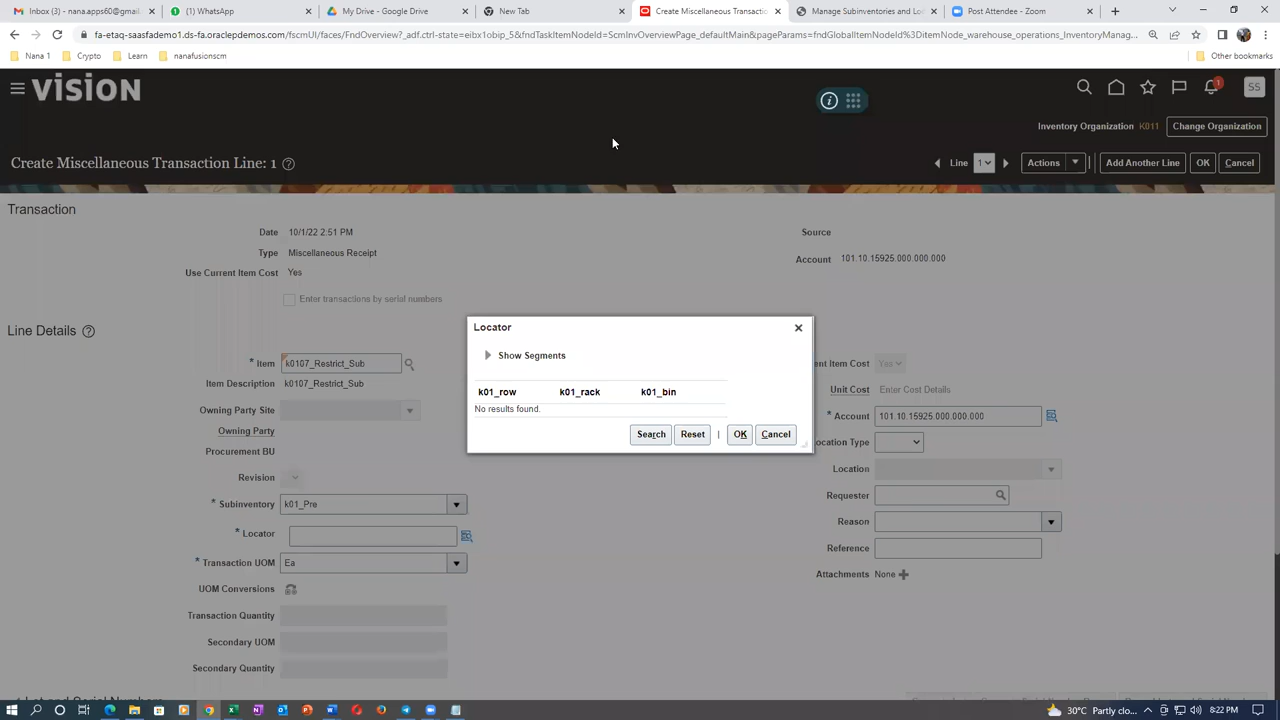 Inbox (3) - nana.apps60@gmail.
(1) WhatsApp
My Drive - Google Drive
New Tab
Create Miscellaneous Transactio
Manage Subinventories and Lo
Post Attendee - Zoom
fa-etaq-saasfademo1.ds-fa.oraclepdemos.com/fscmUI/faces/FndOverview?_adf.ctrl-state=eibx1obip_5&fndTaskItemNodeId=ScmInvOverviewPage_defaultMain&pageParams=fndGlobalItemNodeId%3DitemNode_warehouse_operations_InventoryManag...
Nana 1
Crypto
Learn
nanafusionscm
Other bookmarks
VISION
1
SS
Inventory Organization K011
Change Organization
Create Miscellaneous Transaction Line: 1
Line 1
Actions
Add Another Line
OK
Cancel
Transaction
Date 10/1/22 2:51 PM
Source
Type Miscellaneous Receipt
Account 101.10.15925.000.000.000
Use Current Item Cost Yes
Enter transactions by serial numbers
Line Details
Locator
Show Segments
k01_row k01_rack k01_bin
No results found.
Search
Reset
OK
Cancel
* Item k0107_Restrict_Sub
ent Item Cost Yes
Item Description k0107_Restrict_Sub
Unit Cost Enter Cost Details
Owning Party Site
* Account 101.10.15925.000.000.000
Owning Party
ocation Type
Procurement BU
Location
Revision
Requester
* Subinventory k01_Pre
Reason
* Locator
Reference
* Transaction UOM Ea
Attachments None
UOM Conversions
Transaction Quantity
Secondary UOM
Secondary Quantity
30°C Partly clo...
8:22 PM